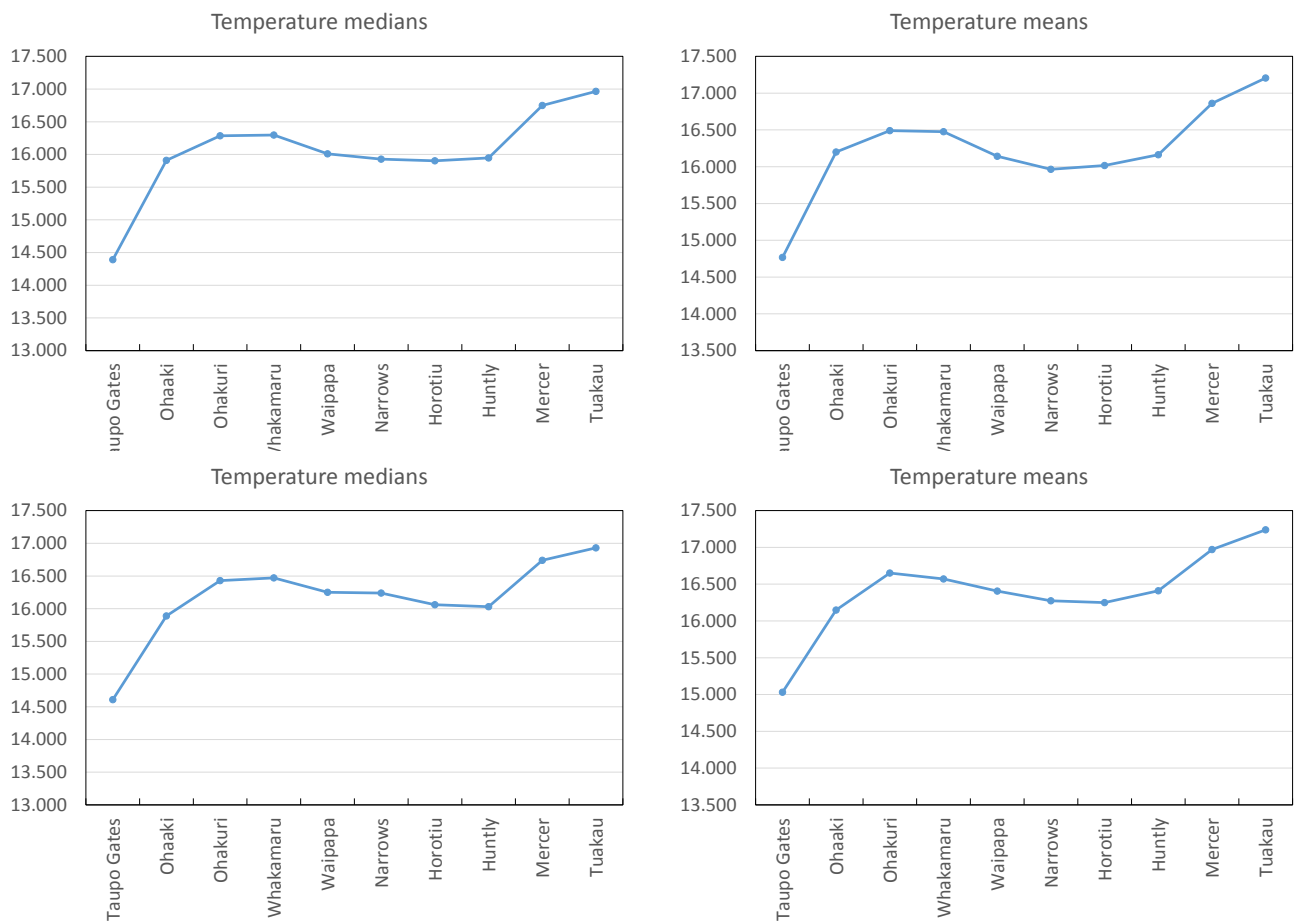 Temperature medians
17.500
17.000
16.500
16.000
15.500
15.000
14.500
14.000
13.500
13.000
aupo Gates
Ohaaki
Ohakuri
hakamaru
Waipapa
Narrows
Horotiu
Huntly
Mercer
Tuakau
Temperature means
17.500
17.000
16.500
16.000
15.500
15.000
14.500
14.000
13.500
aupo Gates
Ohaaki
Ohakuri
hakamaru
Waipapa
Narrows
Horotiu
Huntly
Mercer
Tuakau
Temperature medians
17.500
17.000
16.500
16.000
15.500
15.000
14.500
14.000
13.500
13.000
Taupo Gates
Ohaaki
Ohakuri
Whakamaru
Waipapa
Narrows
Horotiu
Huntly
Mercer
Tuakau
Temperature means
17.500
17.000
16.500
16.000
15.500
15.000
14.500
14.000
13.500
Taupo Gates
Ohaaki
Ohakuri
Whakamaru
Waipapa
Narrows
Horotiu
Huntly
Mercer
Tuakau